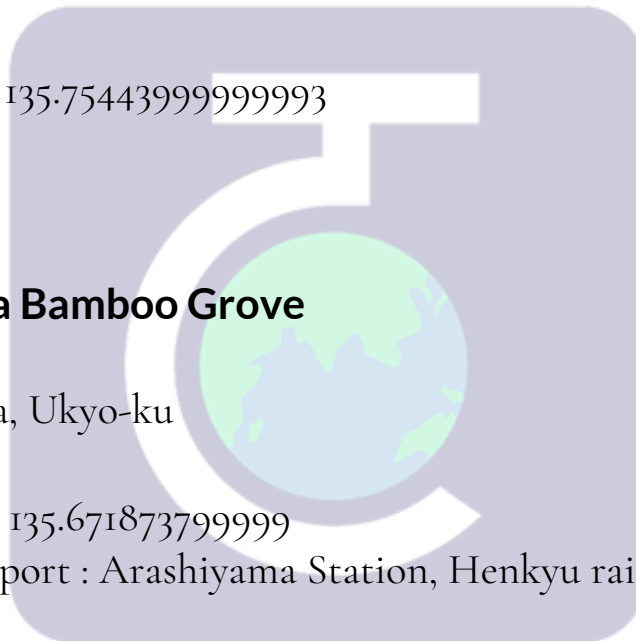 135.75443999999993
a Bamboo Grove
a, Ukyo-ku
135.671873799999
port : Arashiyama Station, Henkyu rai